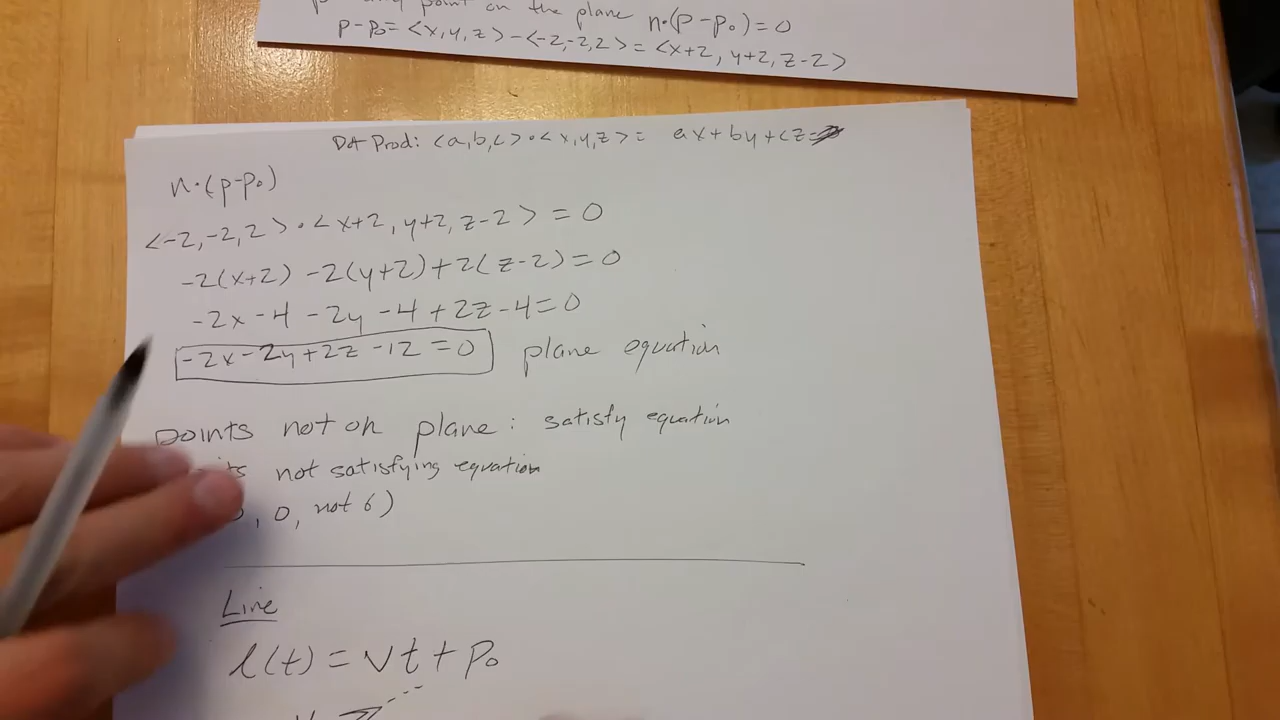 point on the plane n•(p-p₀)=0
p-p₀=<x,y,z>-<-2,-2,2>=<x+2, y+2, z-2>
Dot Prod: <a,b,c>•<x,y,z>= ax+by+cz=
n•(p-p₀)
<-2,-2,2>•<x+2, y+2, z-2> =0
-2(x+2) -2(y+2)+2(z-2)=0
-2x-4 -2y -4 +2z-4=0
-2x-2y+2z-12=0 plane equation
points not on plane: satisfy equation
not satisfying equation
, 0, not 6)
Line
l(t) = vt + p₀